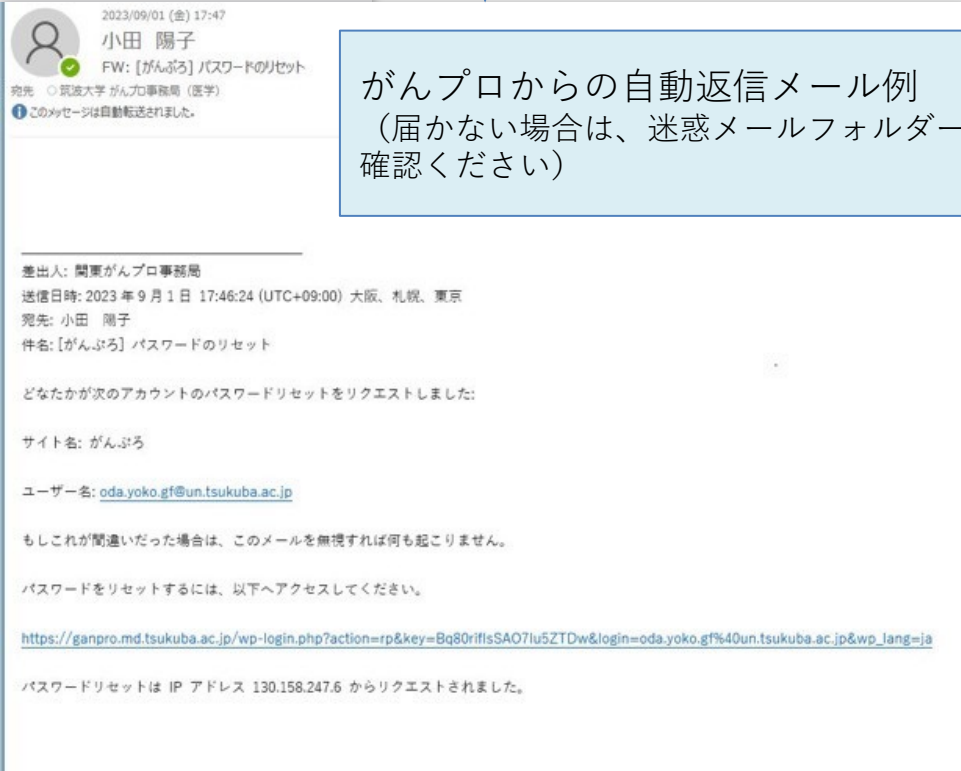 2023/09/01 (金) 17:47
小田 陽子
FW: [がんぷろ] パスワードのリセット
宛先 ○筑波大学 がんプロ事務局（医学）
このメッセージは自動転送されました。
がんプロからの自動返信メール例
（届かない場合は、迷惑メールフォルダー
確認ください）
差出人: 関東がんプロ事務局
送信日時: 2023 年 9 月 1 日 17:46:24 (UTC+09:00) 大阪、札幌、東京
宛先: 小田　陽子
件名: [がんぷろ] パスワードのリセット
どなたかが次のアカウントのパスワードリセットをリクエストしました:
サイト名: がんぷろ
ユーザー名: oda.yoko.gf@un.tsukuba.ac.jp
もしこれが間違いだった場合は、このメールを無視すれば何も起こりません。
パスワードをリセットするには、以下へアクセスしてください。
https://ganpro.md.tsukuba.ac.jp/wp-login.php?action=rp&key=Bq80rifIsSAO7Iu5ZTDw&login=oda.yoko.gf%40un.tsukuba.ac.jp&wp_lang=ja
パスワードリセットは IP アドレス 130.158.247.6 からリクエストされました。